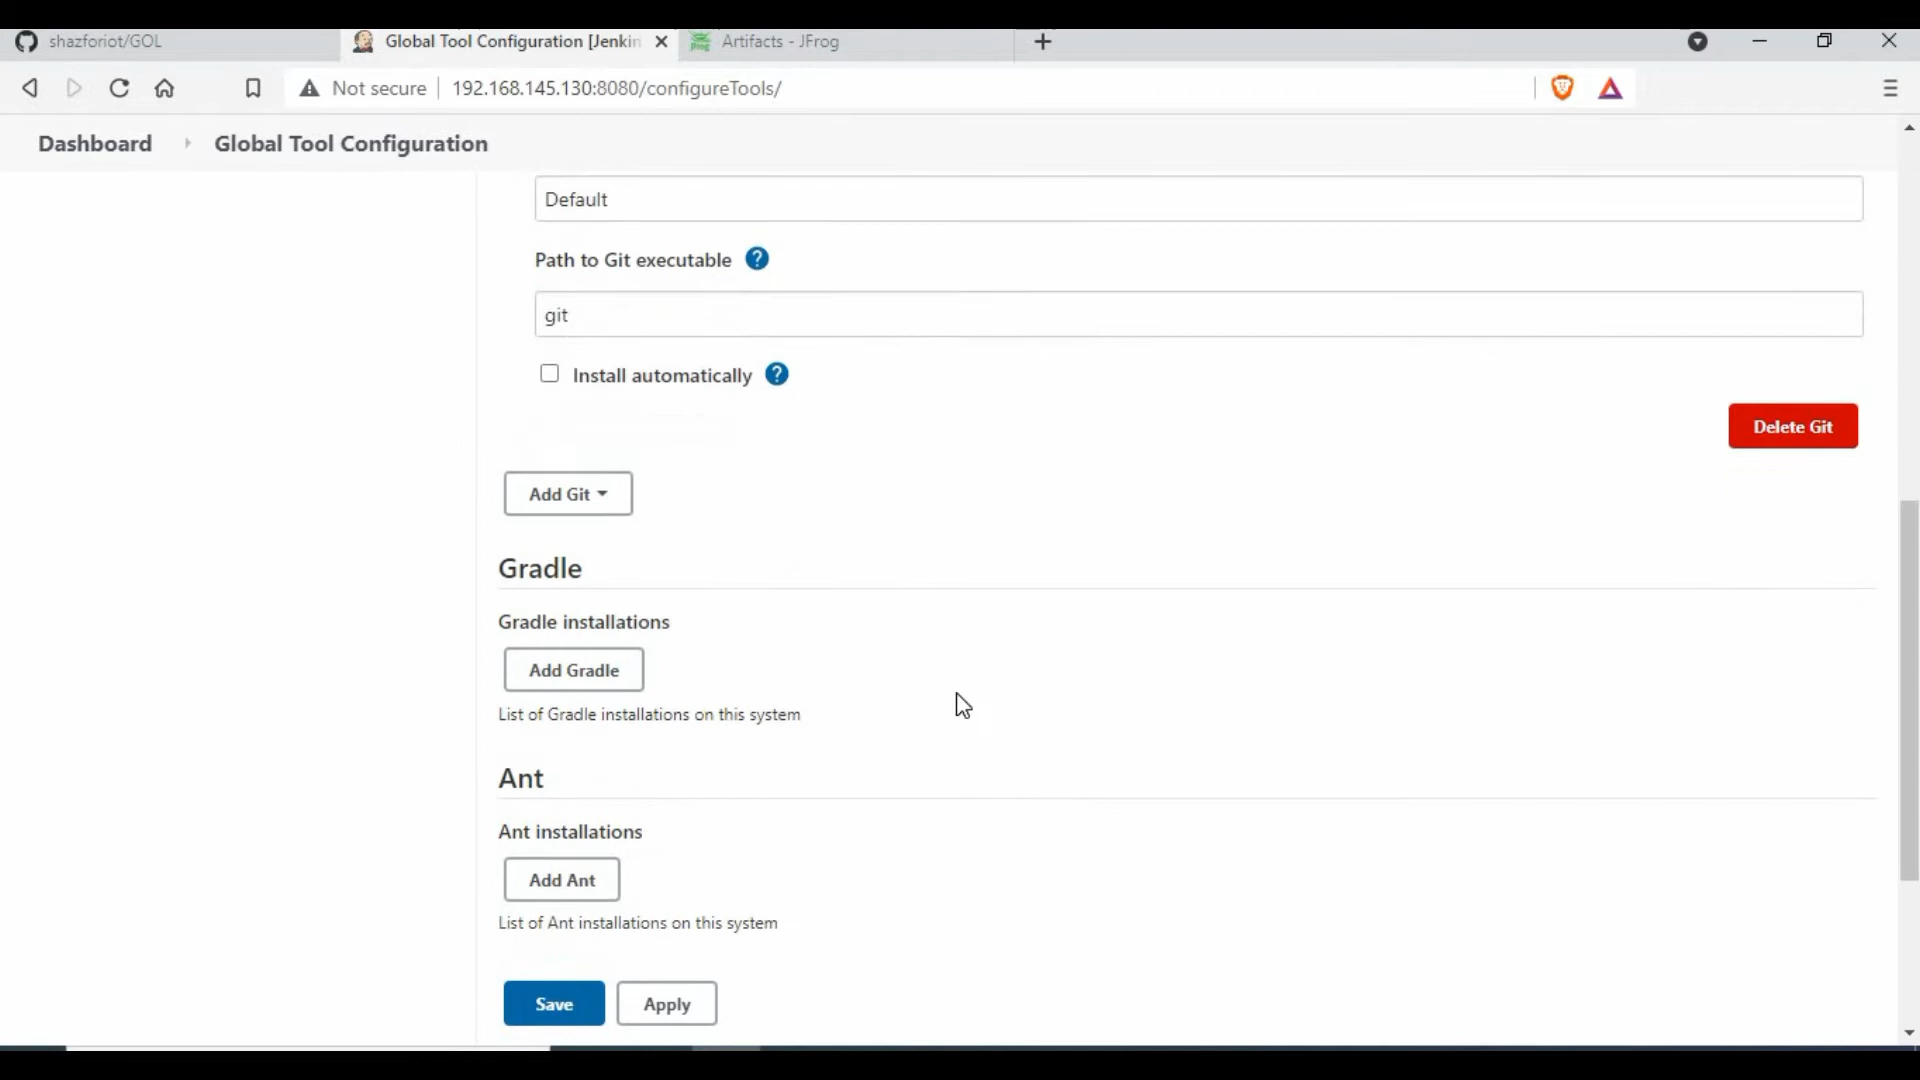 shazforiot/GOL
Global Tool Configuration [Jenkin
Artifacts - JFrog
Not secure
192.168.145.130:8080/configureTools/
Dashboard
Global Tool Configuration
Default
Path to Git executable ?
git
Install automatically ?
Delete Git
Add Git
Gradle
Gradle installations
Add Gradle
List of Gradle installations on this system
Ant
Ant installations
Add Ant
List of Ant installations on this system
Save
Apply